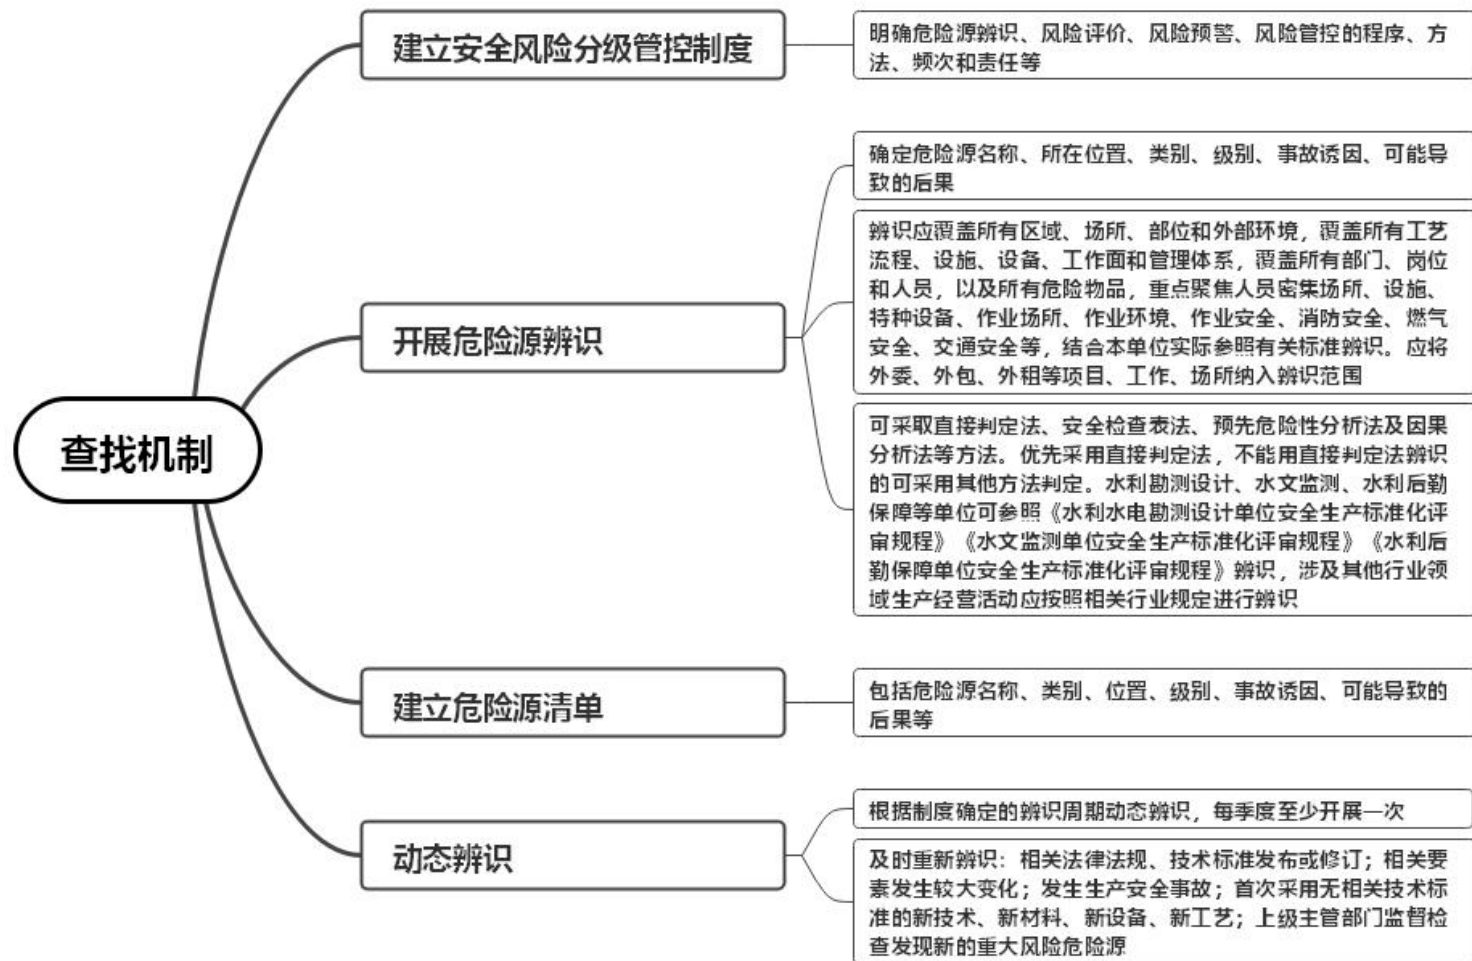 查找机制
建立安全风险分级管控制度
明确危险源辨识、风险评价、风险预警、风险管控的程序、方
法、频次和责任等
开展危险源辨识
确定危险源名称、所在位置、类别、级别、事故诱因、可能导
致的后果
辨识应覆盖所有区域、场所、部位和外部环境，覆盖所有工艺
流程、设施、设备、工作面和管理体系，覆盖所有部门、岗位
和人员，以及所有危险物品，重点聚焦人员密集场所、设施、
特种设备、作业场所、作业环境、作业安全、消防安全、燃气
安全、交通安全等，结合本单位实际参照有关标准辨识。应将
外委、外包、外租等项目、工作、场所纳入辨识范围
可采取直接判定法、安全检查表法、预先危险性分析法及因果
分析法等方法。优先采用直接判定法，不能用直接判定法辨识
的可采用其他方法判定。水利勘测设计、水文监测、水利后勤
保障等单位可参照《水利水电勘测设计单位安全生产标准化评
审规程》《水文监测单位安全生产标准化评审规程》《水利后
勤保障单位安全生产标准化评审规程》辨识，涉及其他行业领
域生产经营活动应按照相关行业规定进行辨识
建立危险源清单
包括危险源名称、类别、位置、级别、事故诱因、可能导致的
后果等
动态辨识
根据制度确定的辨识周期动态辨识，每季度至少开展一次
及时重新辨识：相关法律法规、技术标准发布或修订；相关要
素发生较大变化；发生生产安全事故；首次采用无相关技术标
准的新技术、新材料、新设备、新工艺；上级主管部门监督检
查发现新的重大风险危险源